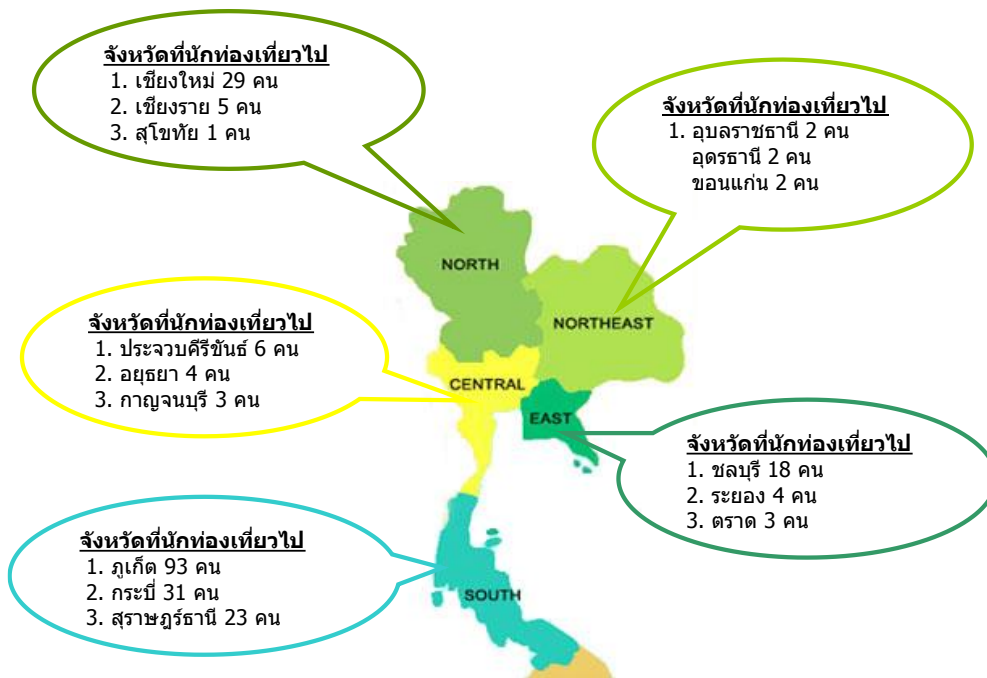 จังหวัดที่นักท่องเที่ยวไป
1. เชียงใหม่ 29 คน
2. เชียงราย 5 คน
3. สุโขทัย 1 คน
จังหวัดที่นักท่องเที่ยวไป
1. อุบลราชธานี 2 คน
อุดรธานี 2 คน
ขอนแก่น 2 คน
NORTH
NORTHEAST
จังหวัดที่นักท่องเที่ยวไป
1. ประจวบคีรีขันธ์ 6 คน
2. อยุธยา 4 คน
3. กาญจนบุรี 3 คน
CENTRAL
EAST
จังหวัดที่นักท่องเที่ยวไป
1. ชลบุรี 18 คน
2. ระยอง 4 คน
3. ตราด 3 คน
จังหวัดที่นักท่องเที่ยวไป
1. ภูเก็ต 93 คน
2. กระบี่ 31 คน
3. สุราษฎร์ธานี 23 คน
SOUTH